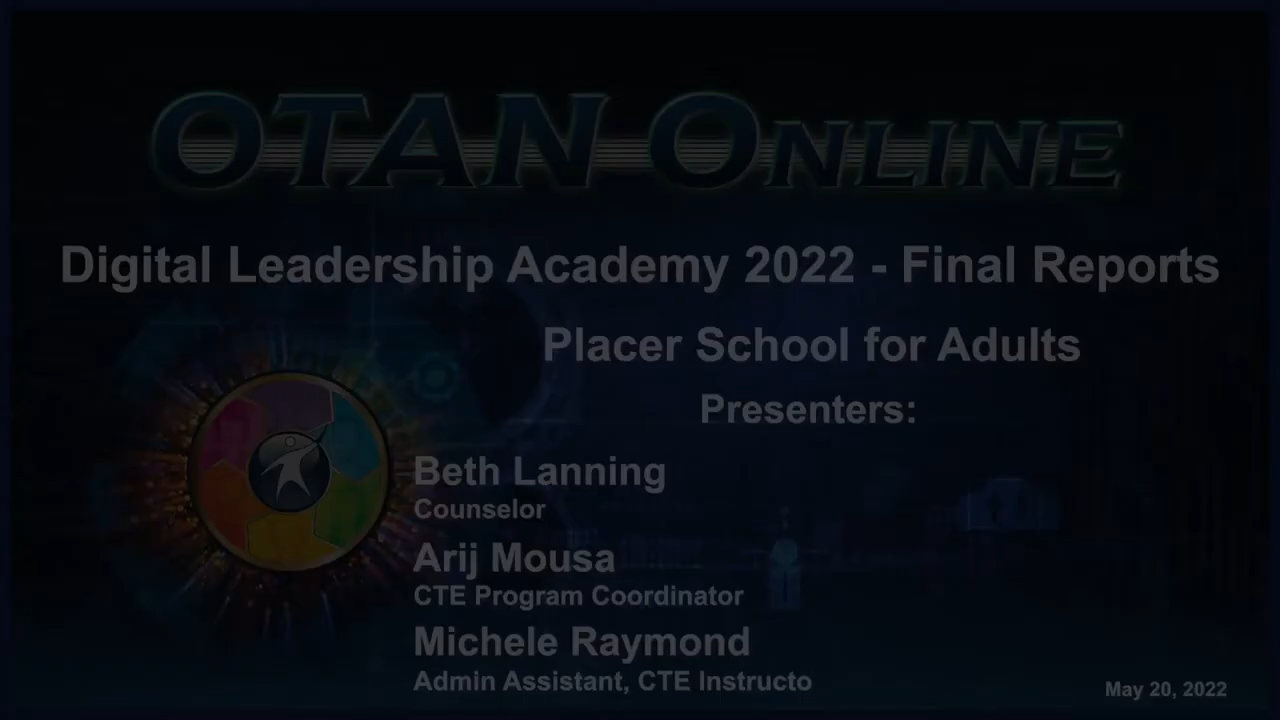 OTAN ONLINE
Digital Leadership Academy 2022 - Final Reports
Placer School for Adults
Presenters:
Beth Lanning
Counselor
Arij Mousa
CTE Program Coordinator
Michele Raymond
Admin Assistant, CTE Instructo
May 20, 2022